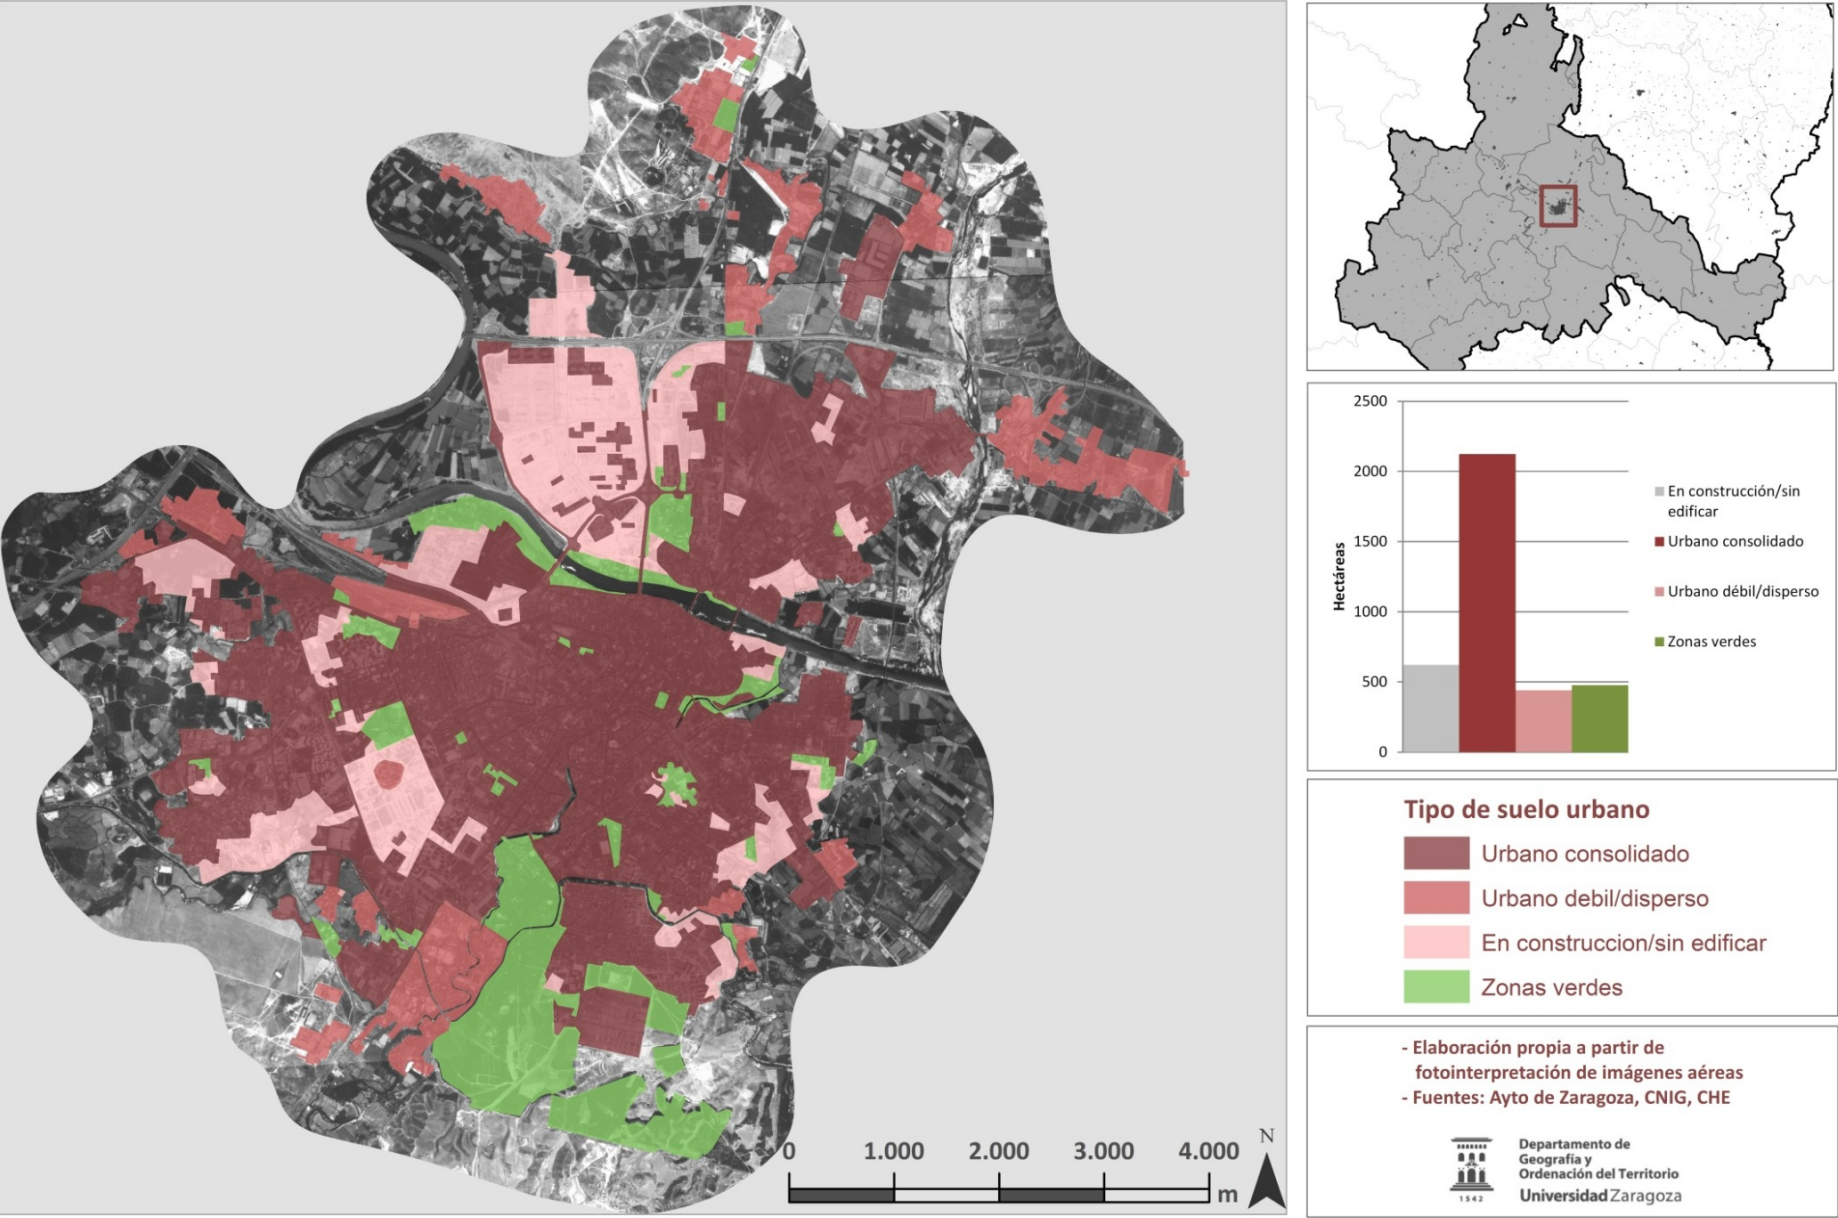 2500
2000
1500
1000
500
0
Hectáreas
En construcción/sin
edificar
Urbano consolidado
Urbano débil/disperso
Zonas verdes
Tipo de suelo urbano
Urbano consolidado
Urbano debil/disperso
En construccion/sin edificar
Zonas verdes
- Elaboración propia a partir de
fotointerpretación de imágenes aéreas
- Fuentes: Ayto de Zaragoza, CNIG, CHE
1542
Departamento de
Geografía y
Ordenación del Territorio
Universidad Zaragoza
0 1.000 2.000 3.000 4.000
m
N